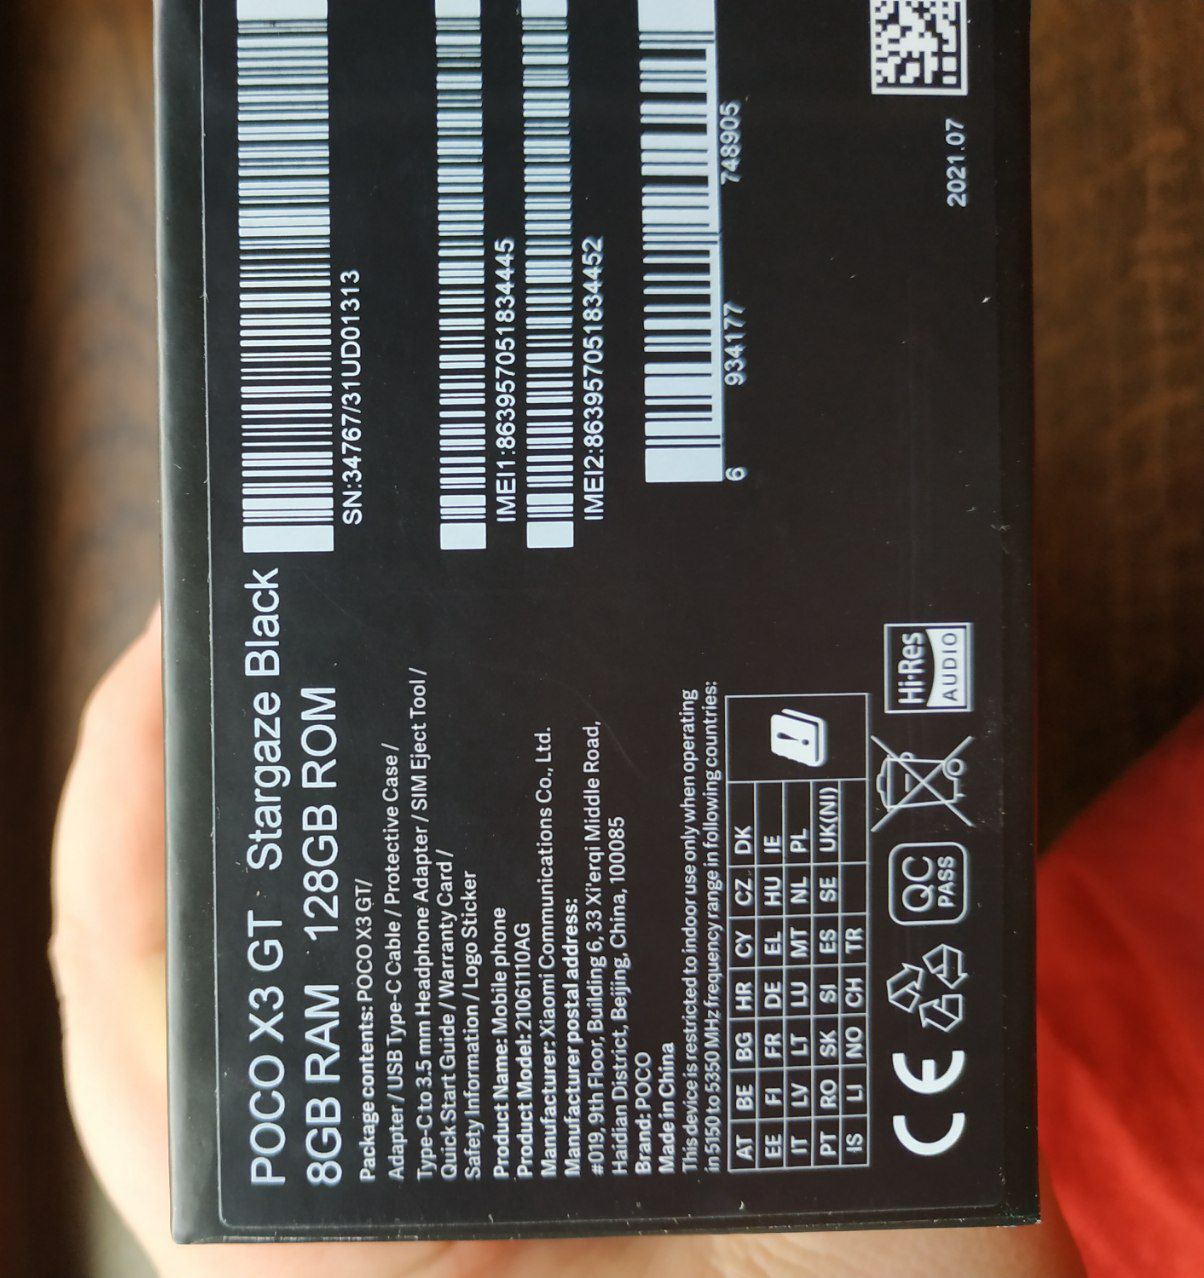 POCO X3 GT Stargaze Black
8GB RAM 128GB ROM
Package contents: POCO X3 GT/
Adapter / USB Type-C Cable / Protective Case /
Type-C to 3.5 mm Headphone Adapter / SIM Eject Tool /
Quick Start Guide / Warranty Card /
Safety Information / Logo Sticker
Product Name: Mobile phone
Product Model: 21061110AG
Manufacturer: Xiaomi Communications Co., Ltd.
Manufacturer postal address:
#019, 9th Floor, Building 6, 33 Xi'erqi Middle Road,
Haidian District, Beijing, China, 100085
Brand: POCO
Made in China
This device is restricted to indoor use only when operating
in 5150 to 5350 MHz frequency range in following countries:
AT BE BG HR CY CZ DK
EE FI FR DE EL HU IE
IT LV LT LU MT NL PL
PT RO SK SI ES SE UK(NI)
IS LI NO CH TR
CE
QC
PASS
Hi-Res
AUDIO
SN:34767/31UD01313
IMEI1:863957051834445
IMEI2:863957051834452
6 934177 748905
2021.07